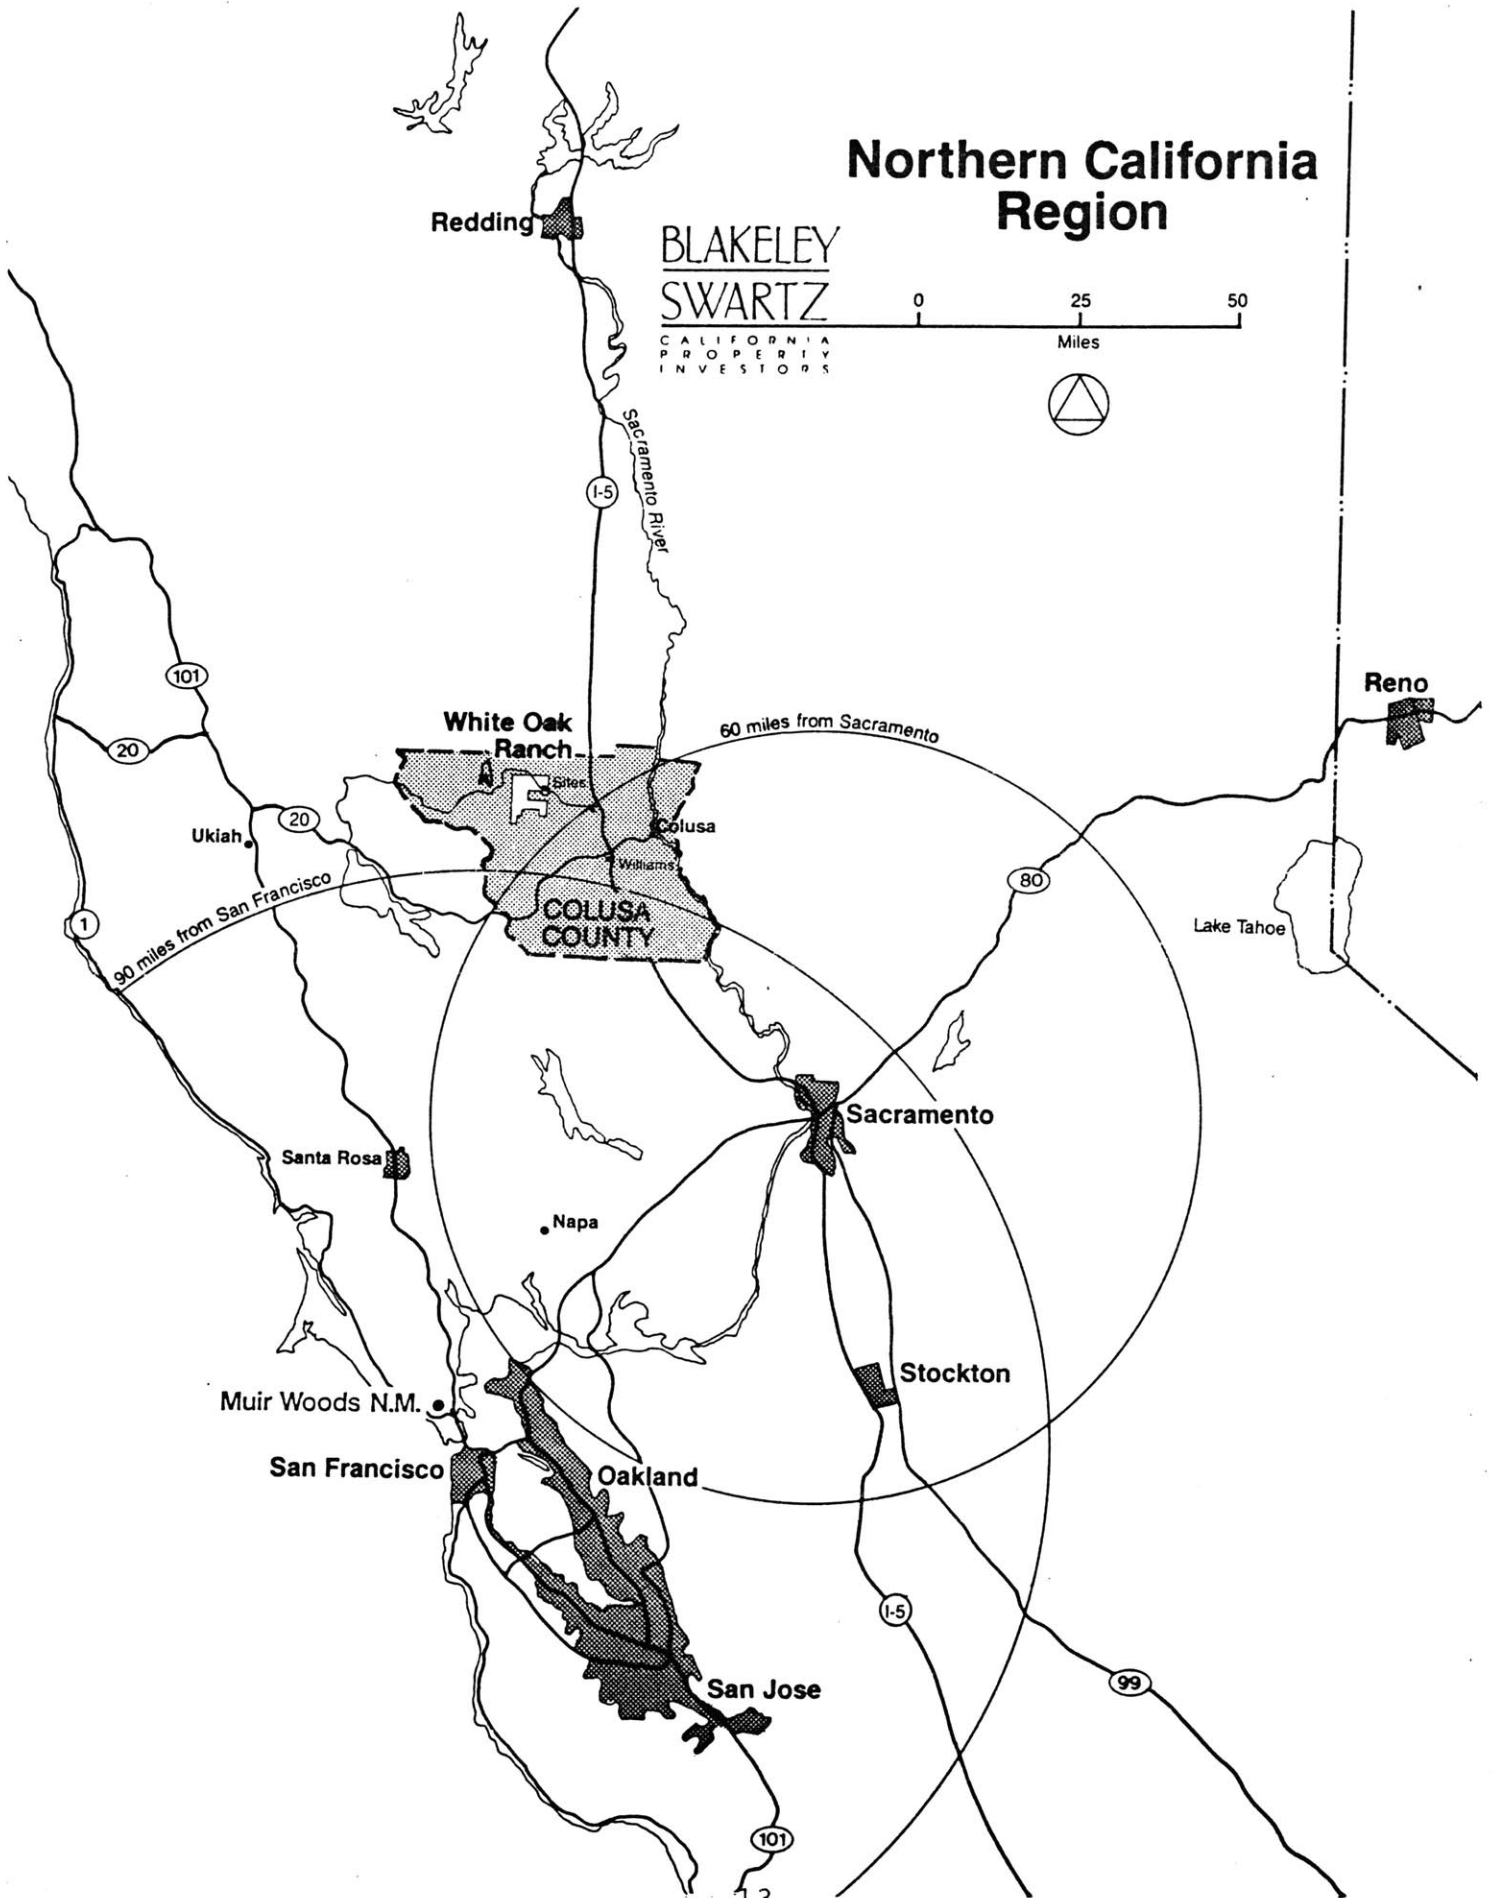 Northern California
Region
Redding
BLAKELEY
SWARTZ
CALIFORNIA
PROPERTY
INVESTORS
0 25 50
Miles
Sacramento River
I-5
101
Reno
White Oak
Ranch
60 miles from Sacramento
20
Sites
20
Ukiah
Colusa
Williams
80
90 miles from San Francisco
1
COLUSA
COUNTY
Lake Tahoe
Sacramento
Santa Rosa
Napa
Stockton
Muir Woods N.M.
San Francisco
Oakland
I-5
99
San Jose
101